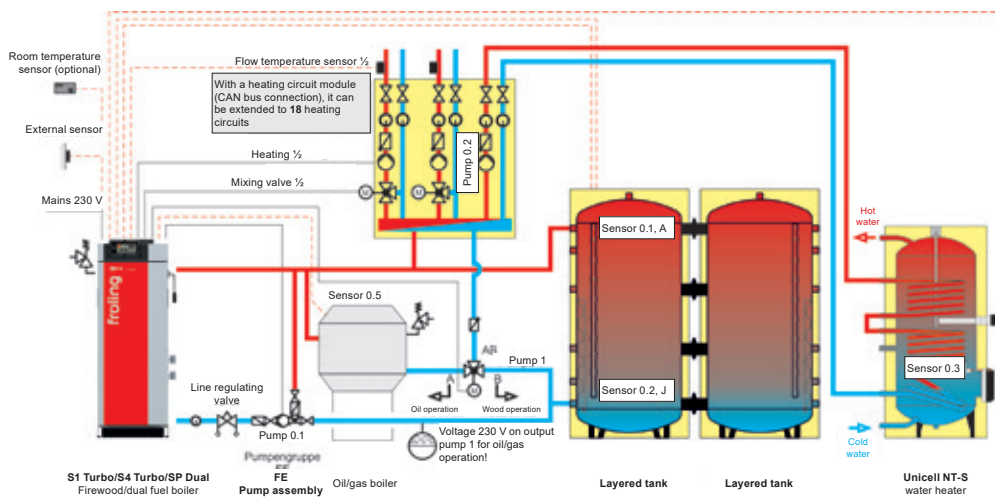 Room temperature
sensor (optional)
Flow temperature sensor ½
With a heating circuit module
(CAN bus connection), it can
be extended to 18 heating
circuits
External sensor
Heating ½
Pump 0.2
Mixing valve ½
M
M
Mains 230 V
Sensor 0.1, A
Hot
water
froling
Sensor 0.5
AB
Pump 1
Sensor 0.3
A
B
M
Line regulating
valve
Oil operation
Wood operation
Sensor 0.2, J
Pump 0.1
Voltage 230 V on output
pump 1 for oil/gas
operation!
Cold
water
Pumpengruppe
FE
S1 Turbo/S4 Turbo/SP Dual
Firewood/dual fuel boiler
FE
Pump assembly
Oil/gas boiler
Layered tank
Layered tank
Unicell NT-S
water heater